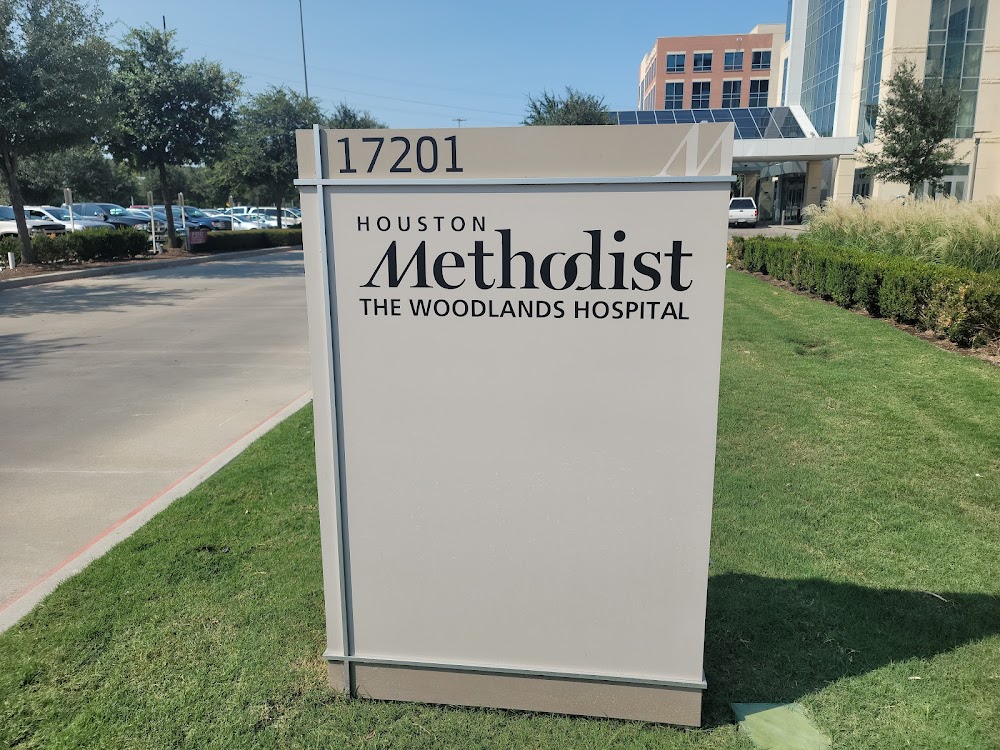 17201
HOUSTON
Methodist
THE WOODLANDS HOSPITAL